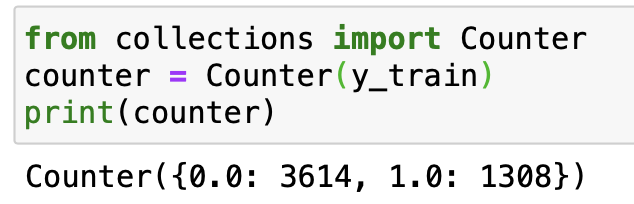 from collections import Counter
counter = Counter(y_train)
print(counter)
Counter({0.0: 3614, 1.0: 1308})